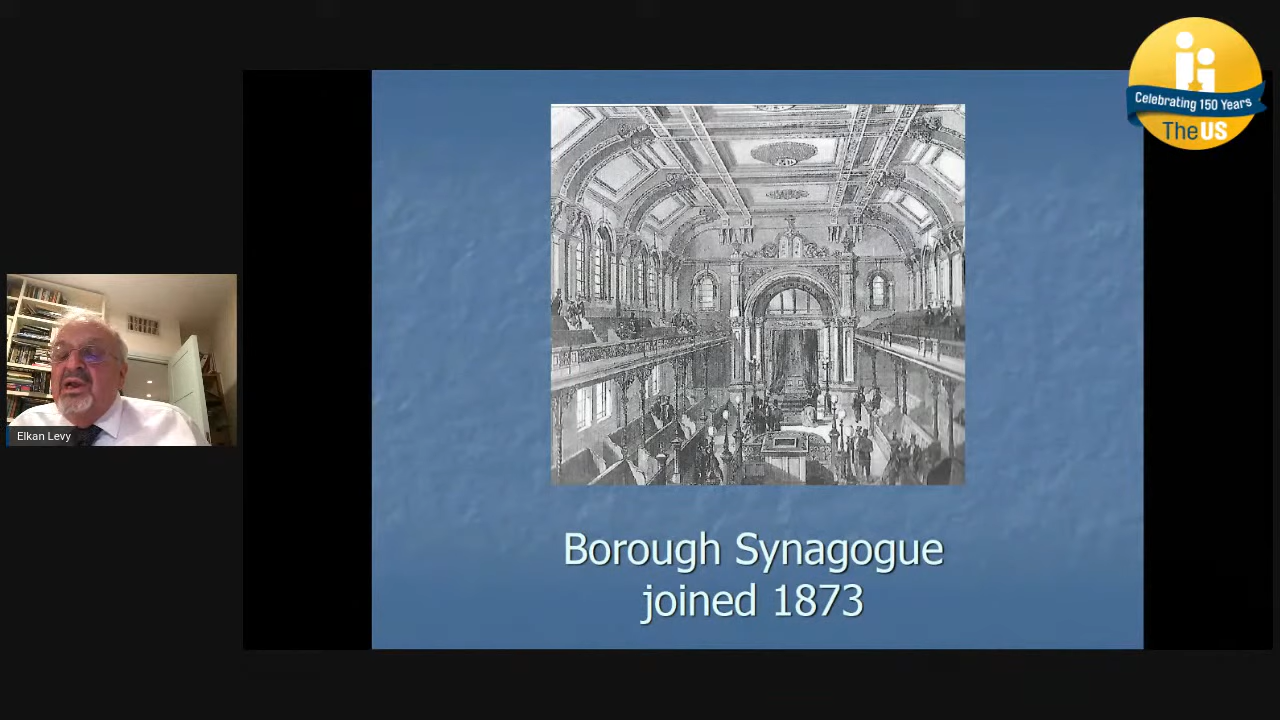 Celebrating 150 Years
The US
Elkan Levy
Borough Synagogue
joined 1873